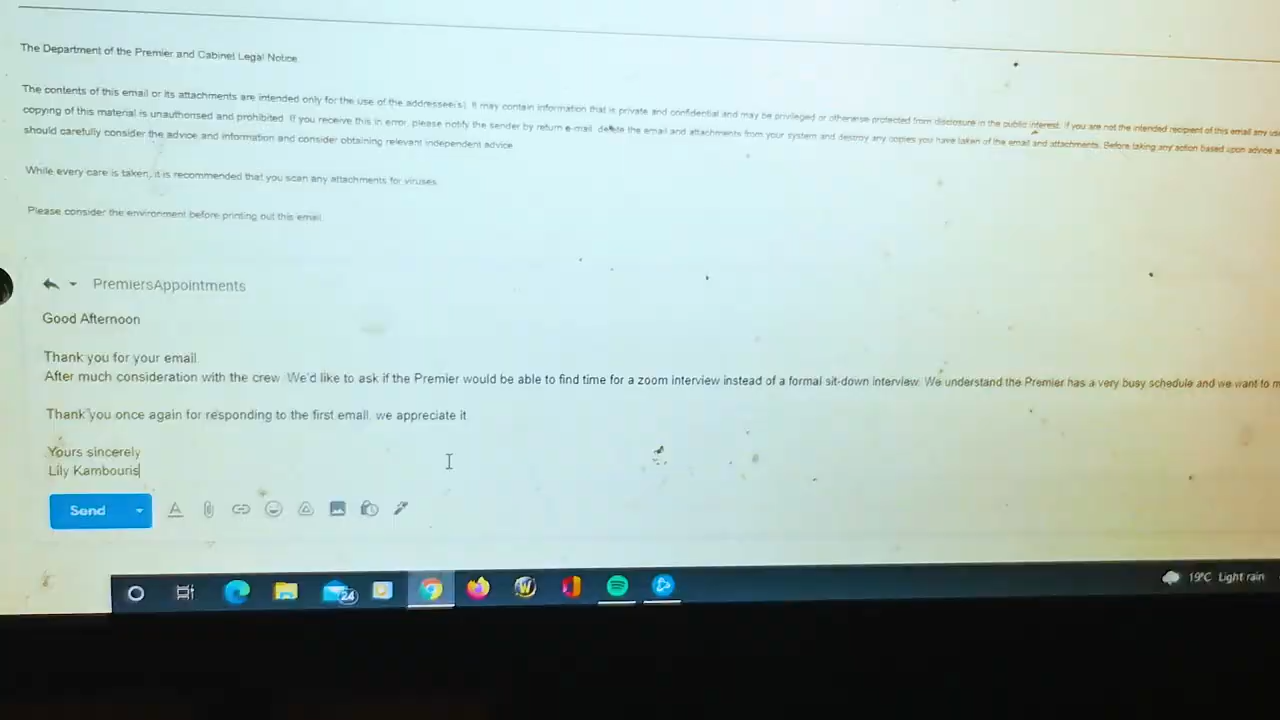 The Department of the Premier and Cabinet Legal Notice
The contents of this email or its attachments are intended only for the use of the addressee(s). It may contain information that is private and confidential and may be privileged or otherwise protected from disclosure in the public interest. If you are not the intended recipient of this email any
copying of this material is unauthorised and prohibited. If you receive this in error, please notify the sender by return e-mail, delete the email and attachments from your system and destroy any copies you have taken of the email and attachments. Before taking any action based upon advice
should carefully consider the advice and information and consider obtaining relevant independent advice
While every care is taken, it is recommended that you scan any attachments for viruses.
Please consider the environment before printing out this email.
PremiersAppointments
Good Afternoon
Thank you for your email.
After much consideration with the crew. We'd like to ask if the Premier would be able to find time for a zoom interview instead of a formal sit-down interview. We understand the Premier has a very busy schedule and we want to m
Thank you once again for responding to the first email, we appreciate it.
Yours sincerely
Lily Kambouris
Send
24
19°C Light rain